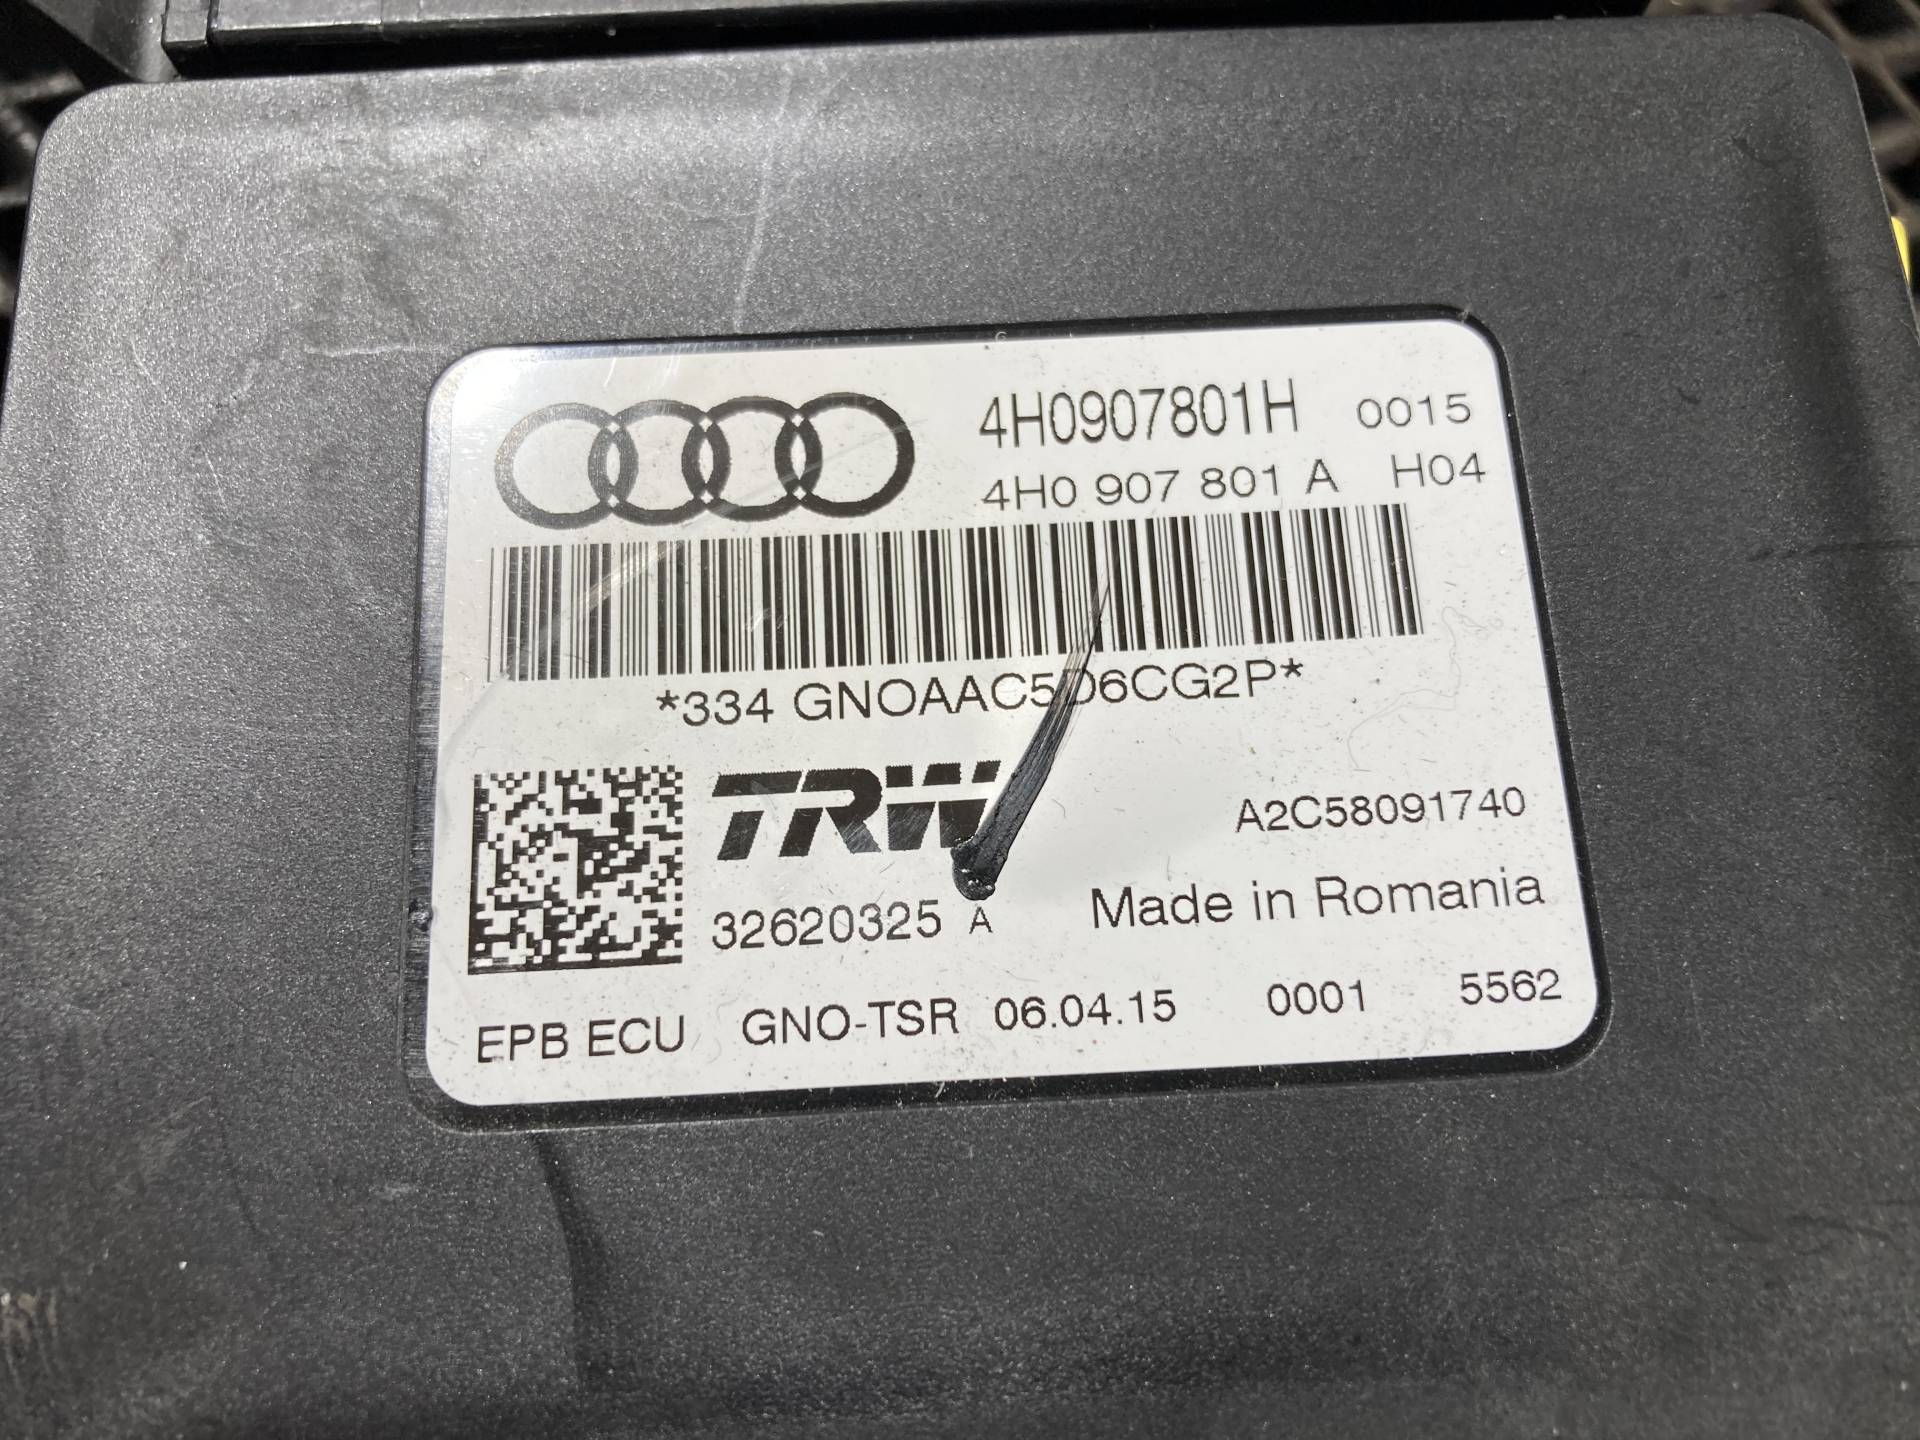 4H0907801H 0015
4H0 907 801 A H04
*334 GNOAAC5D6CG2P*
TRW
A2C58091740
32620325 A
Made in Romania
EPB ECU GNO-TSR 06.04.15 0001 5562